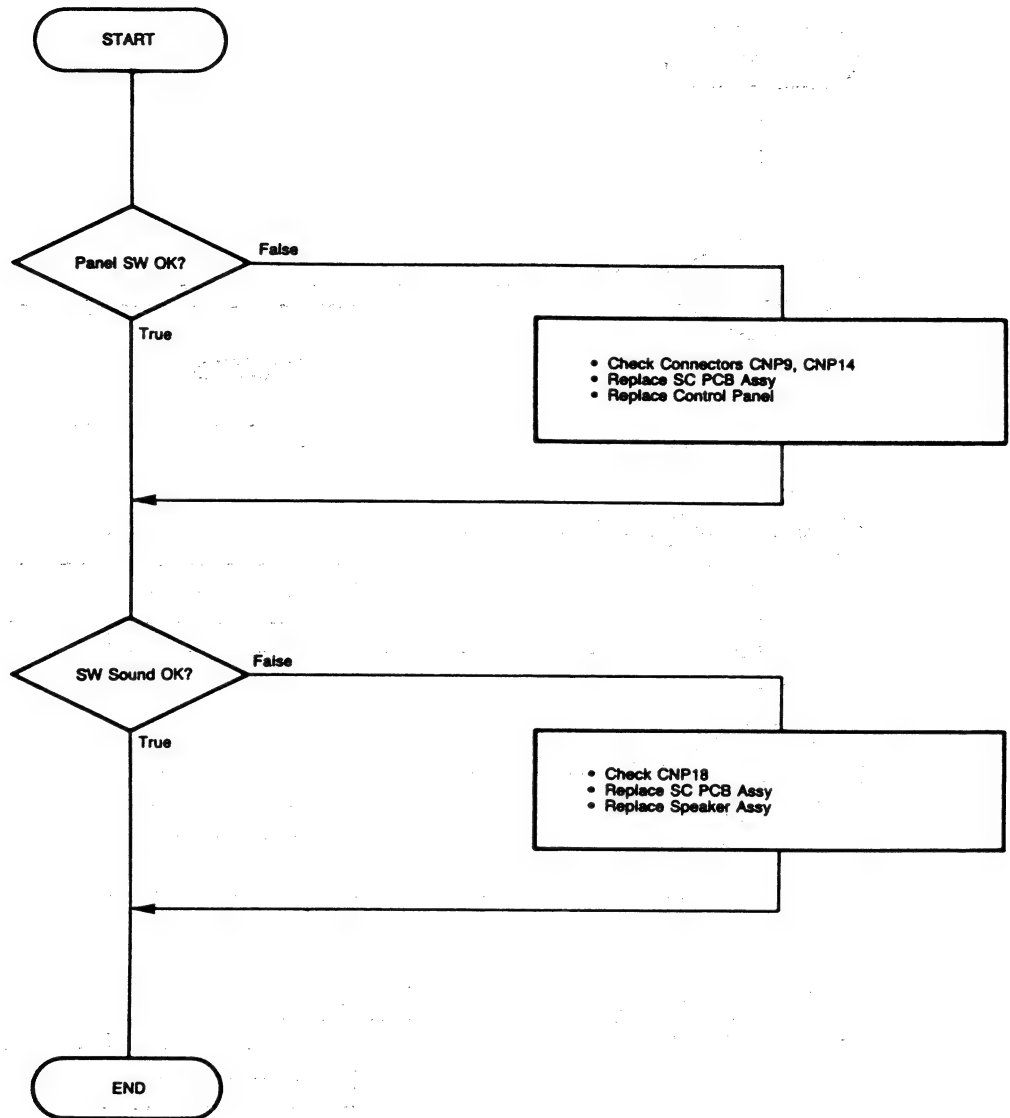 START
Panel SW OK?
False
True
• Check Connectors CNP9, CNP14
• Replace SC PCB Assy
• Replace Control Panel
SW Sound OK?
False
True
• Check CNP18
• Replace SC PCB Assy
• Replace Speaker Assy
END